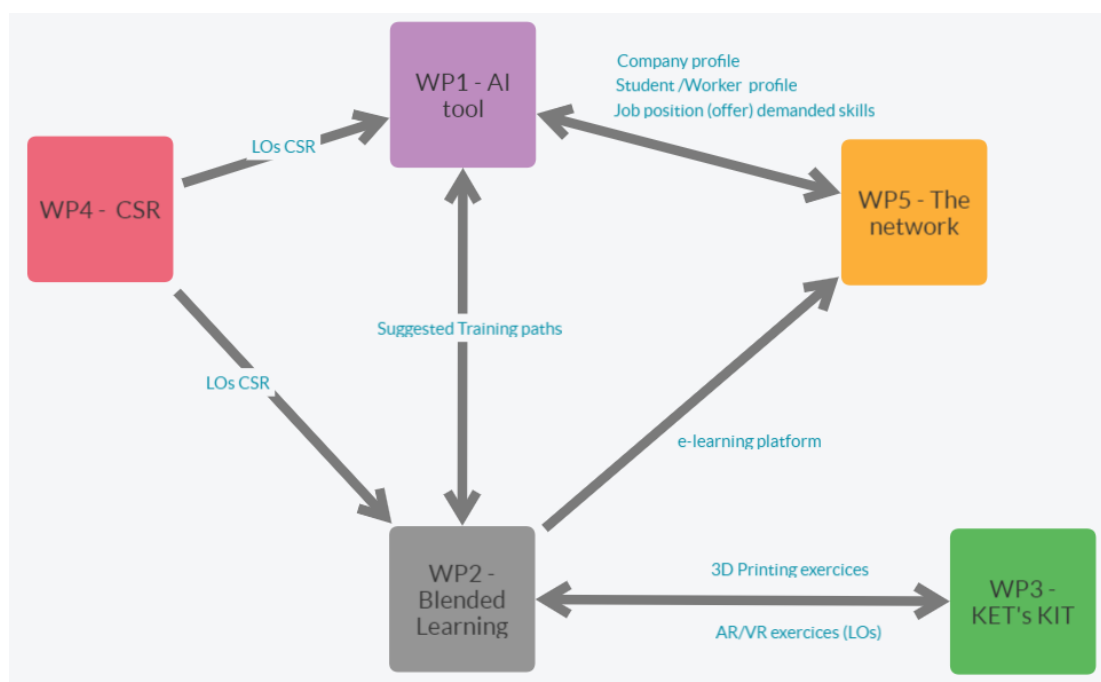 WP1 - AI
tool
Company profile
Student /Worker profile
Job position (offer) demanded skills
LOs CSR
WP4 - CSR
WP5 - The
network
Suggested Training paths
LOs CSR
e-learning platform
WP2 -
Blended
Learning
3D Printing exercices
AR/VR exercices (LOs)
WP3 -
KET's KIT